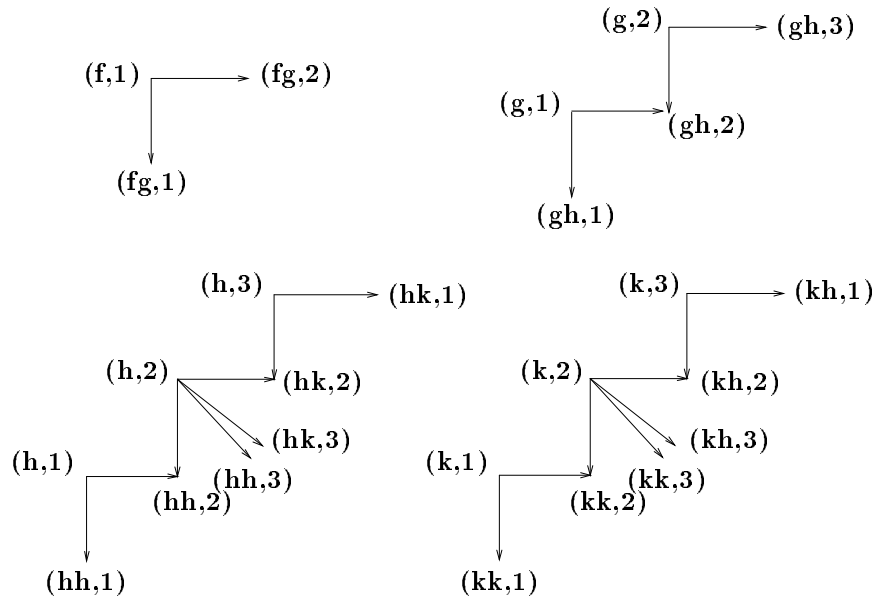 (g,2) (gh,3)
(f,1) (fg,2)
(g,1)
(gh,2)
(fg,1)
(gh,1)
(h,3) (k,3)
(hk,1) (kh,1)
(h,2) (k,2)
(hk,2) (kh,2)
(hk,3) (kh,3)
(h,1) (k,1)
(hh,3) (kk,3)
(hh,2) (kk,2)
(hh,1) (kk,1)